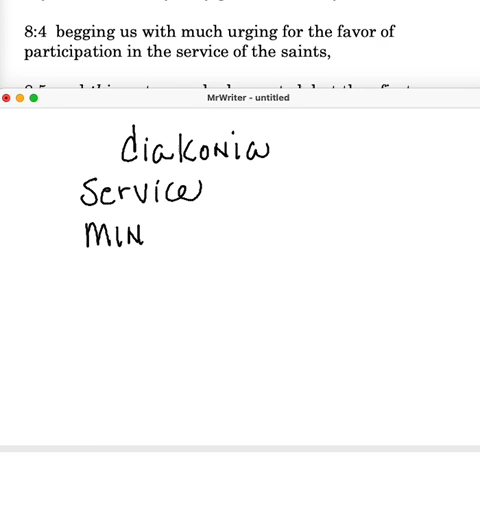 8:4 begging us with much urging for the favor of
participation in the service of the saints,
MrWriter - untitled
diakonia
service
MIN